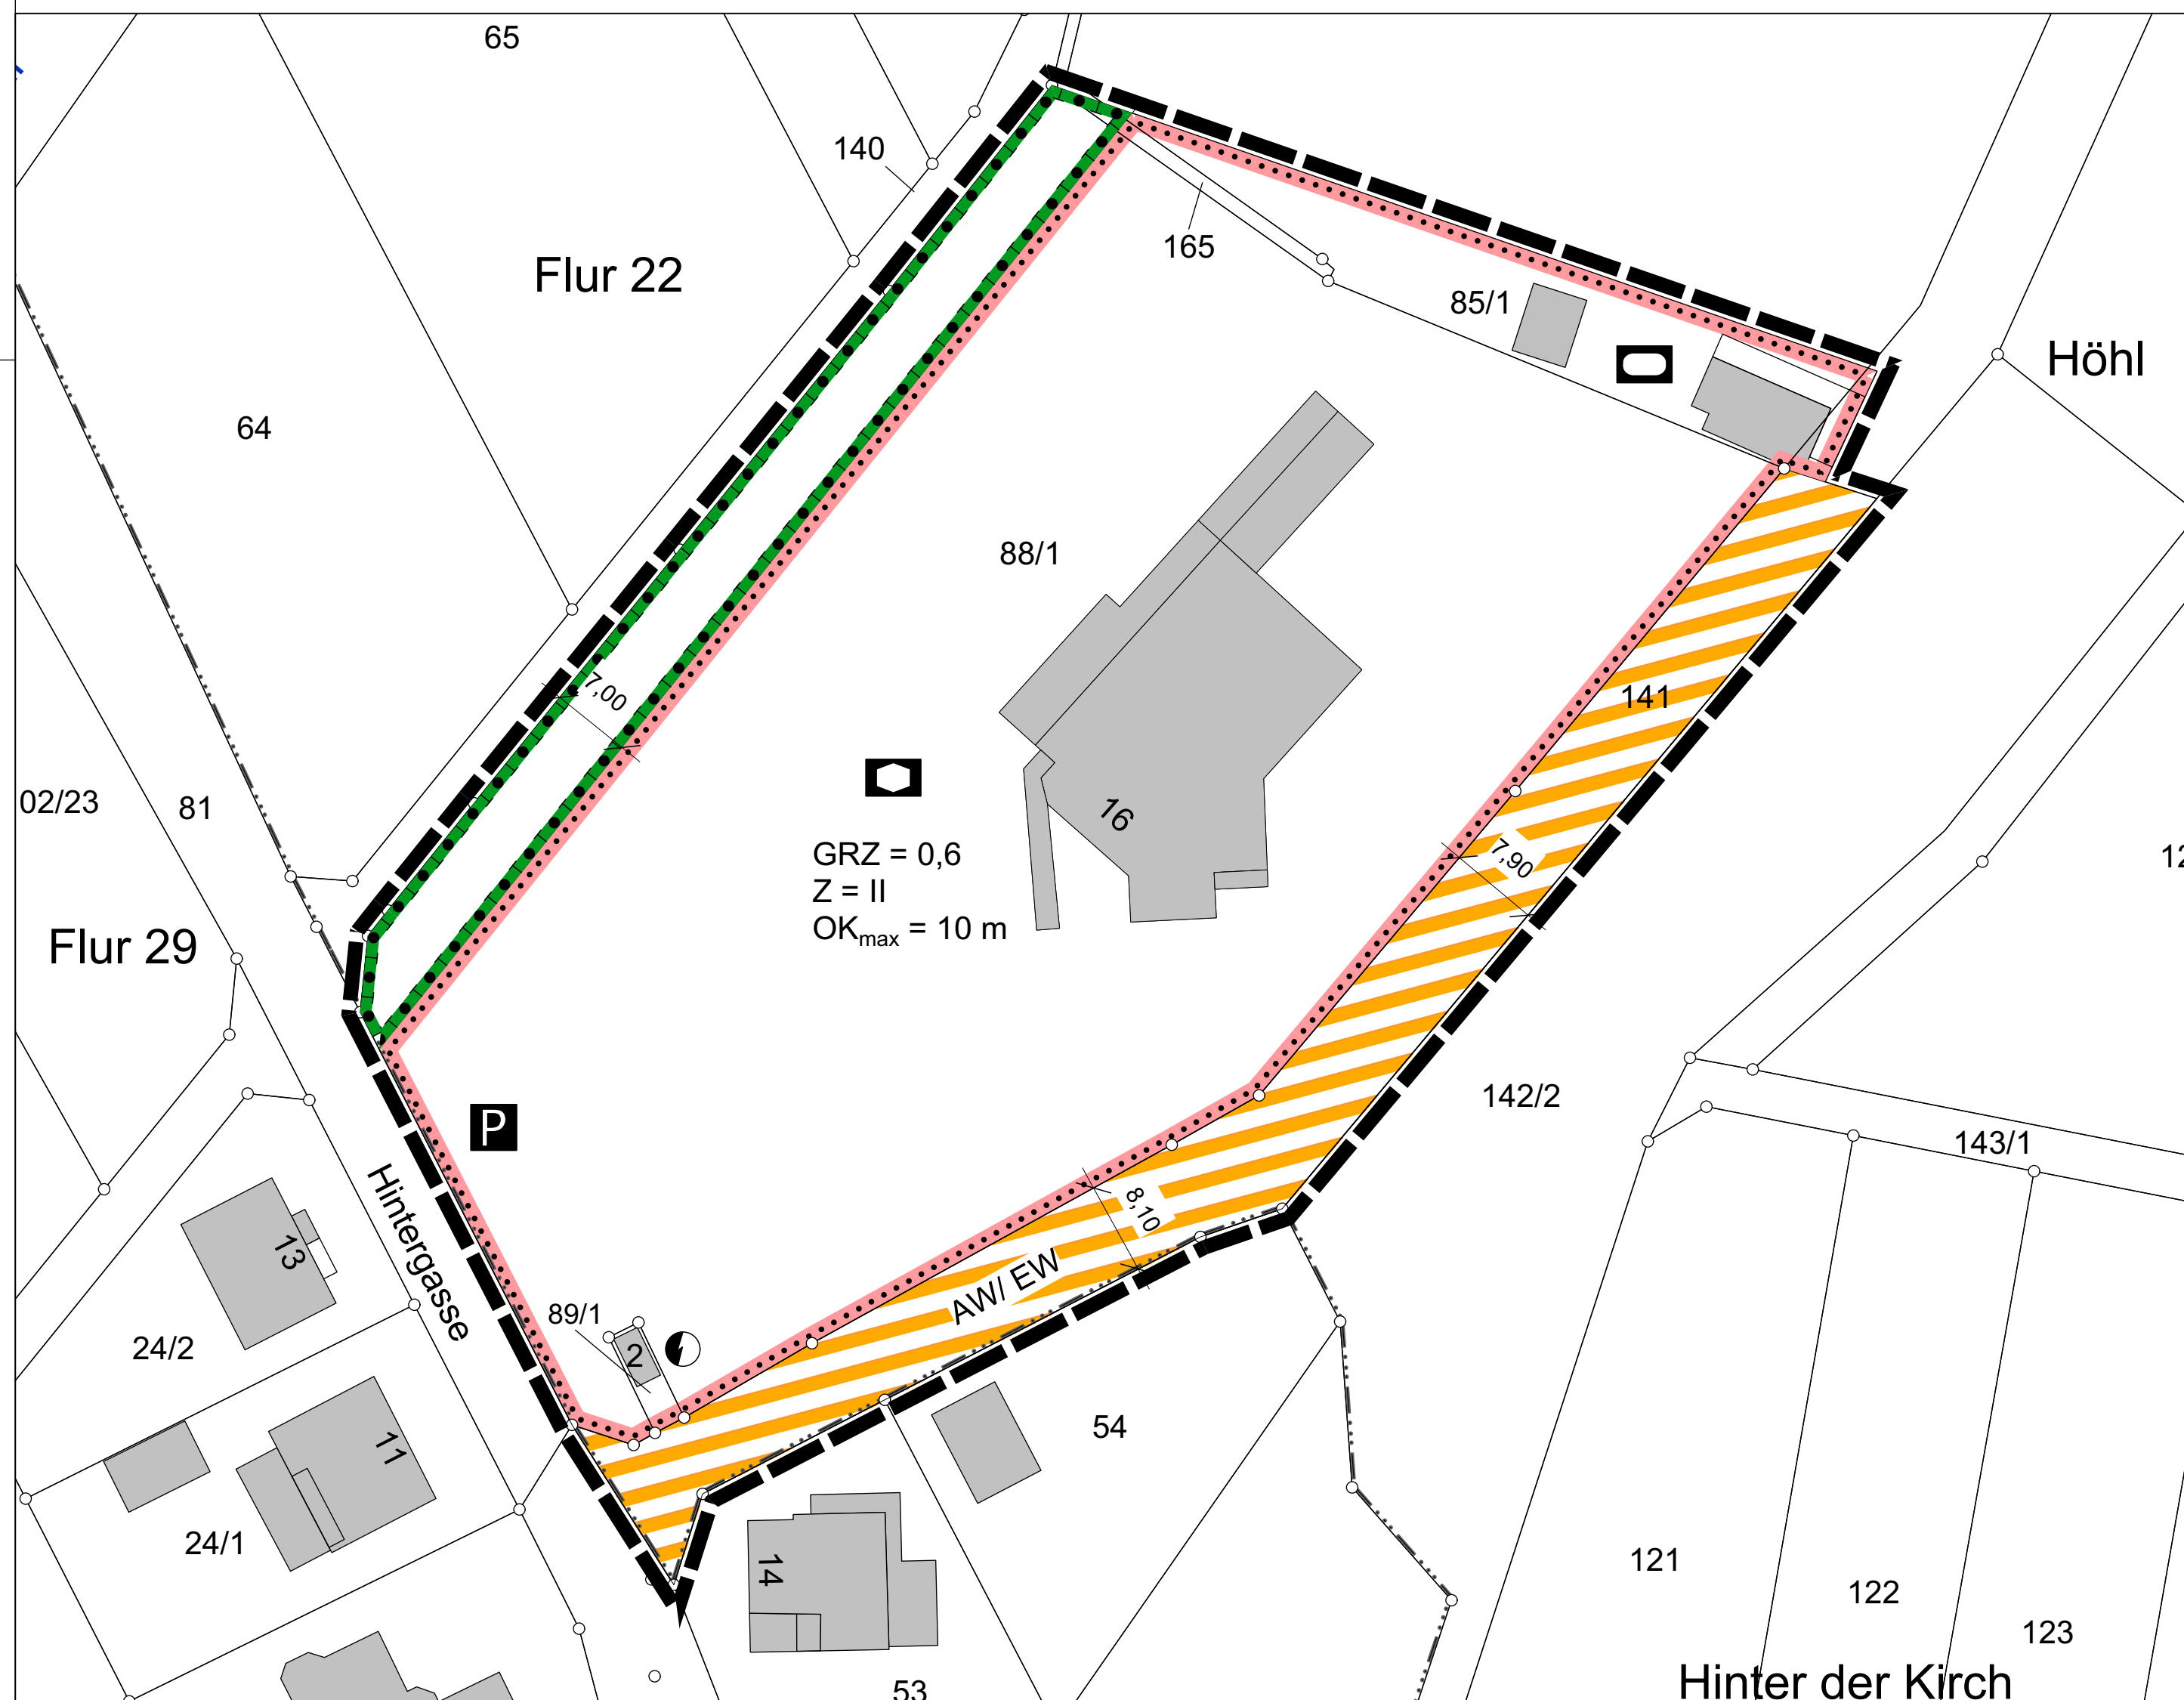 65
140
Flur 22
165
85/1
Höhl
64
88/1
7,00
141
02/23
81
16
GRZ = 0,6
Z = II
OKmax = 10 m
7,90
Flur 29
P
142/2
143/1
Hintergasse
13
8,10
AW/ EW
89/1
2
24/2
11
54
24/1
14
121
122
123
53
Hinter der Kirch